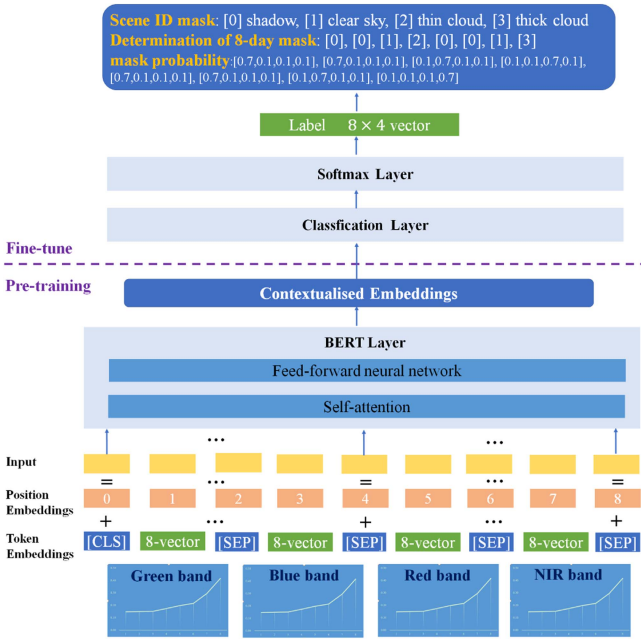 Scene ID mask: [0] shadow, [1] clear sky, [2] thin cloud, [3] thick cloud
Determination of 8-day mask: [0], [0], [1], [2], [0], [0], [1], [3]
mask probability:[0.7,0.1,0.1,0.1], [0.7,0.1,0.1,0.1], [0.1,0.7,0.1,0.1], [0.1,0.1,0.7,0.1],
[0.7,0.1,0.1,0.1], [0.7,0.1,0.1,0.1], [0.1,0.7,0.1,0.1], [0.1,0.1,0.1,0.7]
Label 8 × 4 vector
Softmax Layer
Classfication Layer
Fine-tune
Pre-training
Contextualised Embeddings
BERT Layer
Feed-forward neural network
Self-attention
... ...
Input
= ... = ... =
Position Embeddings
0 1 2 3 4 5 6 7 8
+ ... + ... +
Token Embeddings
[CLS] 8-vector [SEP] 8-vector [SEP] 8-vector [SEP] 8-vector [SEP]
Green band Blue band Red band NIR band